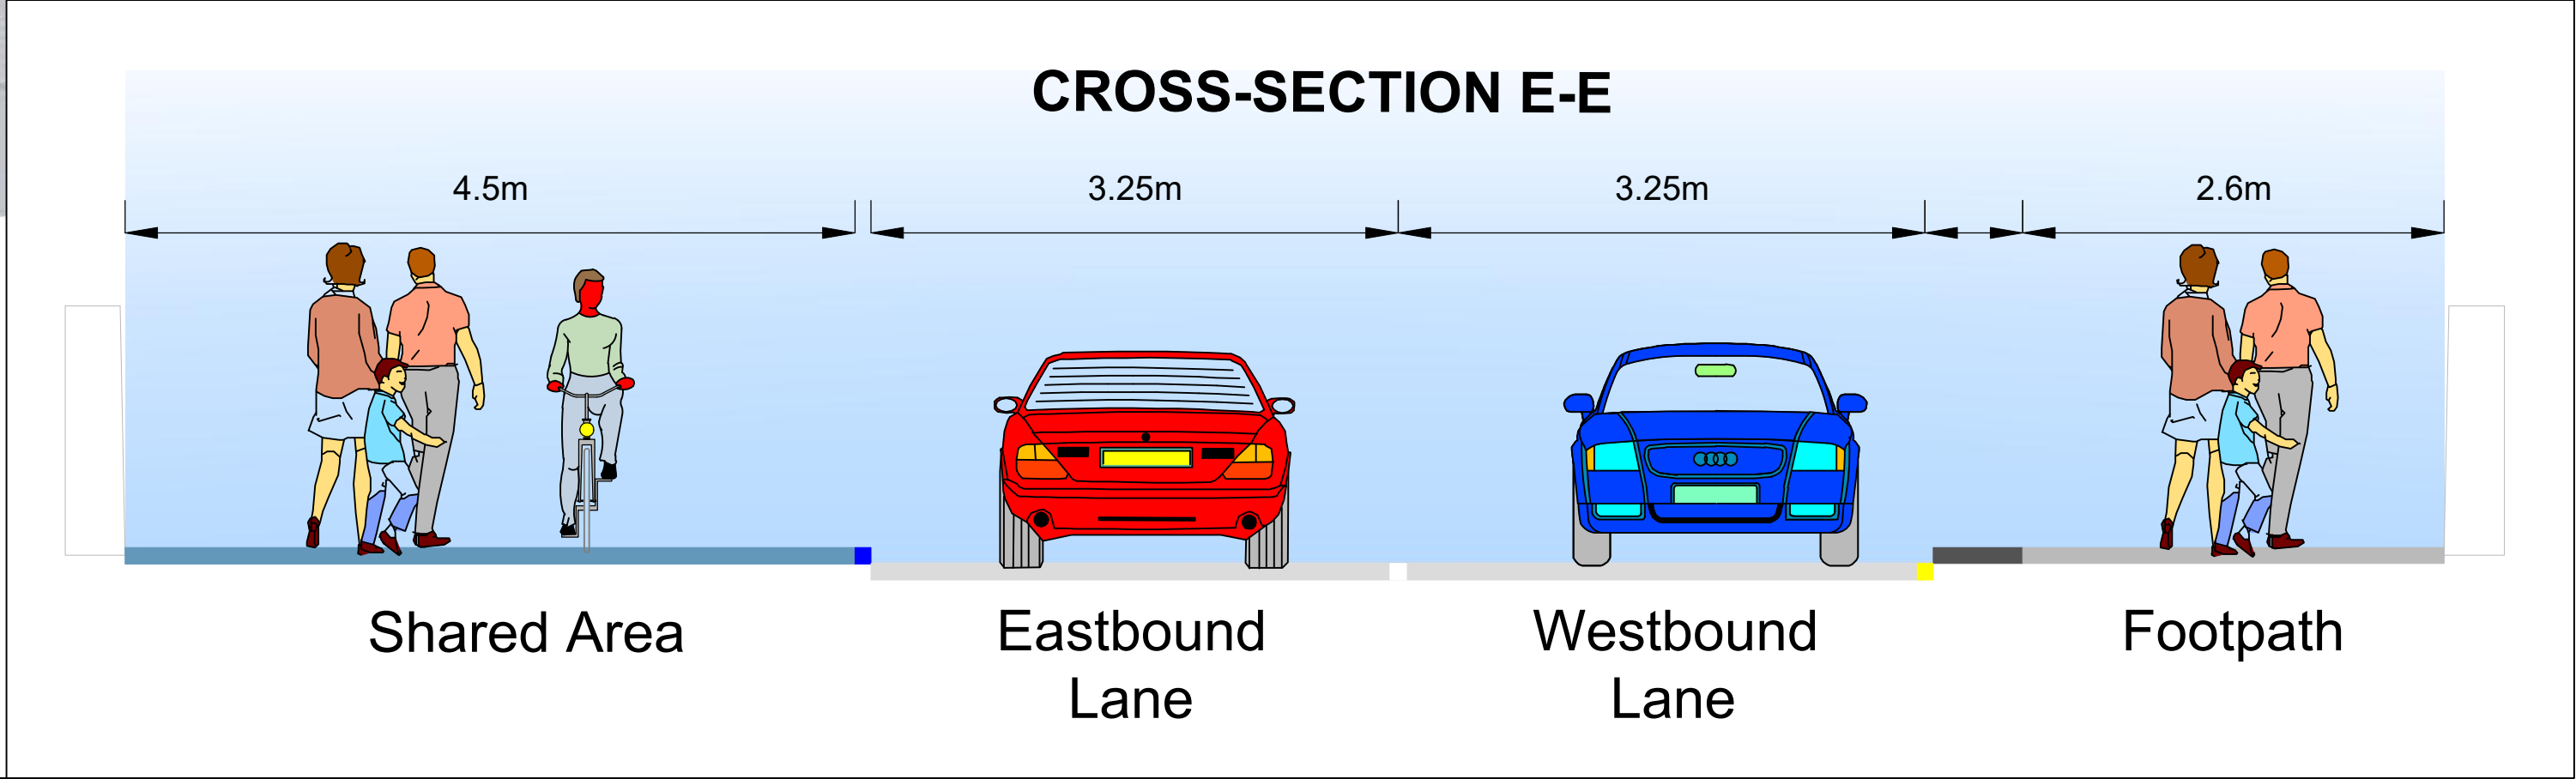 CROSS-SECTION E-E
4.5m
3.25m
3.25m
2.6m
Shared Area
Eastbound
Lane
Westbound
Lane
Footpath